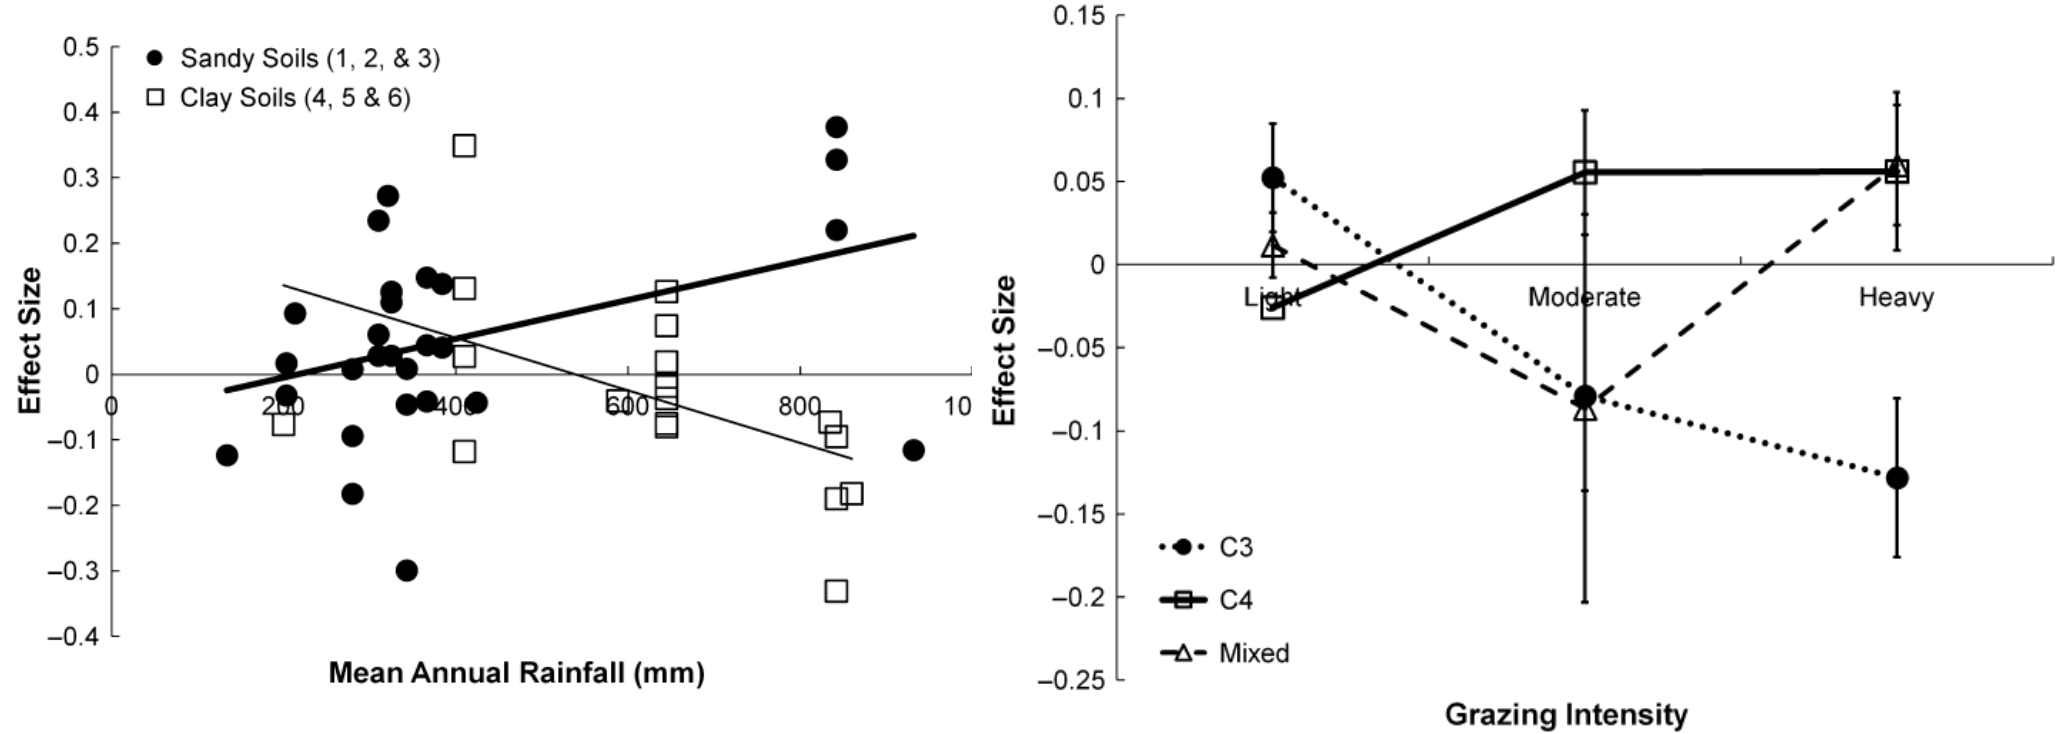 0.5
0.4
0.3
0.2
0.1
0
–0.1
–0.2
–0.3
–0.4
Sandy Soils (1, 2, & 3)
Clay Soils (4, 5 & 6)
0
200
400
600
800
10
Effect Size
Mean Annual Rainfall (mm)
0.15
0.1
0.05
0
–0.05
–0.1
–0.15
–0.2
–0.25
Effect Size
Light
Moderate
Heavy
C3
C4
Mixed
Grazing Intensity